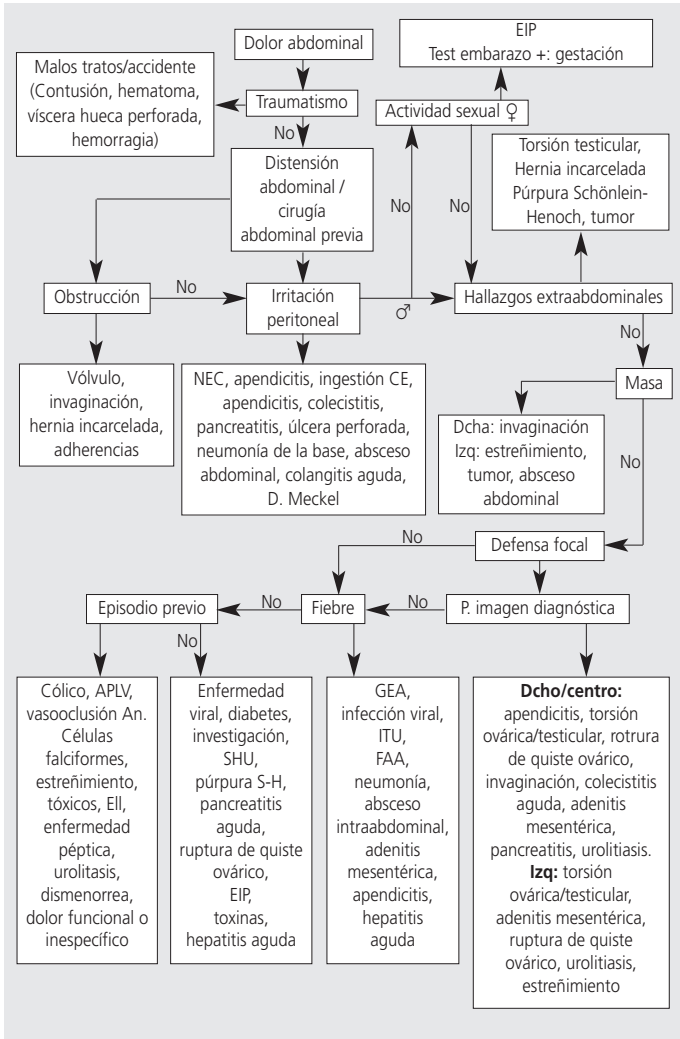 Dolor abdominal
EIP
Test embarazo +: gestación
Malos tratos/accidente
(Contusión, hematoma,
víscera hueca perforada,
hemorragia)
Traumatismo
Actividad sexual ♀
No
Distensión
abdominal /
cirugía
abdominal previa
Torsión testicular,
Hernia incarcelada
Púrpura Schönlein-
Henoch, tumor
No
No
Obstrucción
No
Irritación
peritoneal
♂
Hallazgos extraabdominales
No
Vólvulo,
invaginación,
hernia incarcelada,
adherencias
NEC, apendicitis, ingestión CE,
apendicitis, colecistitis,
pancreatitis, úlcera perforada,
neumonía de la base, absceso
abdominal, colangitis aguda,
D. Meckel
Masa
Dcha: invaginación
Izq: estreñimiento,
tumor, absceso
abdominal
No
No
Defensa focal
Episodio previo
No
Fiebre
No
P. imagen diagnóstica
No
Cólico, APLV,
vasooclusión An.
Células
falciformes,
estreñimiento,
tóxicos, EII,
enfermedad
péptica,
urolitasis,
dismenorrea,
dolor funcional o
inespecífico
Enfermedad
viral, diabetes,
investigación,
SHU,
púrpura S-H,
pancreatitis
aguda,
ruptura de quiste
ovárico,
EIP,
toxinas,
hepatitis aguda
GEA,
infección viral,
ITU,
FAA,
neumonía,
absceso
intraabdominal,
adenitis
mesentérica,
apendicitis,
hepatitis
aguda
Dcho/centro:
apendicitis, torsión
ovárica/testicular, rotrura
de quiste ovárico,
invaginación, colecistitis
aguda, adenitis
mesentérica,
pancreatitis, urolitiasis.
Izq: torsión
ovárica/testicular,
adenitis mesentérica,
ruptura de quiste
ovárico, urolitiasis,
estreñimiento